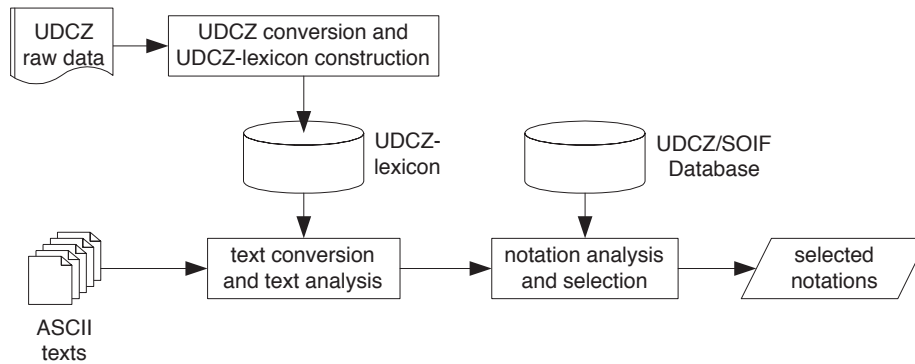 UDCZ
raw data
UDCZ conversion and
UDCZ-lexicon construction
UDCZ-
lexicon
UDCZ/SOIF
Database
text conversion
and text analysis
notation analysis
and selection
selected
notations
ASCII
texts